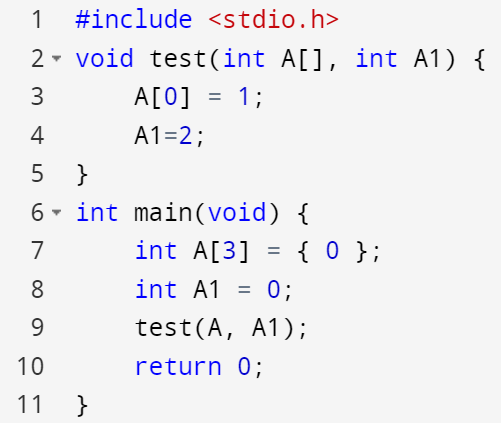 1 #include <stdio.h>
2 void test(int A[], int A1) {
3     A[0] = 1;
4     A1=2;
5 }
6 int main(void) {
7     int A[3] = { 0 };
8     int A1 = 0;
9     test(A, A1);
10     return 0;
11 }